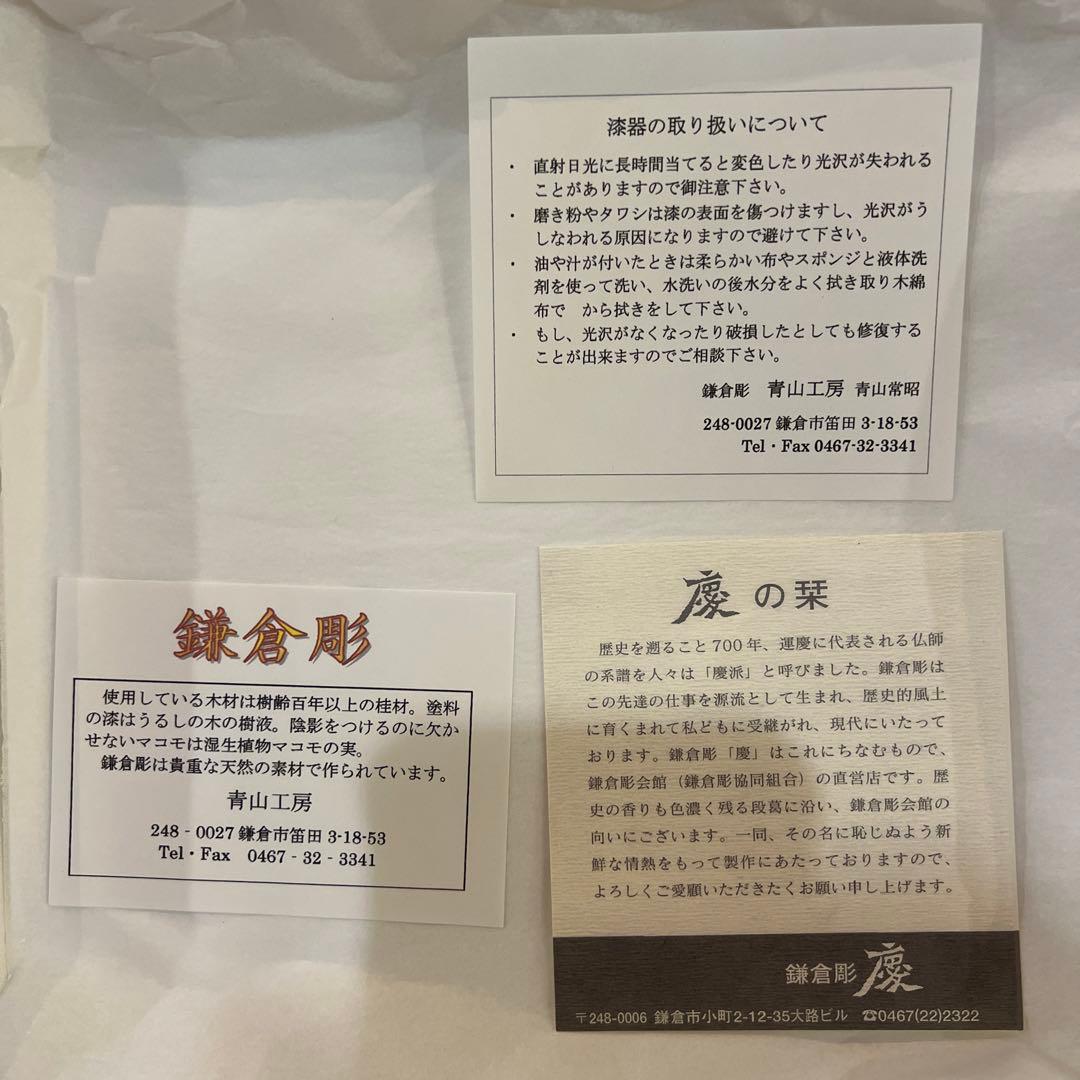 漆器の取り扱いについて
・ 直射日光に長時間当てると変色したり光沢が失われる
ことがありますので御注意下さい。
・ 磨き粉やタワシは漆の表面を傷つけますし、光沢がう
しなわれる原因になりますので避けて下さい。
・ 油や汁が付いたときは柔らかい布やスポンジと液体洗
剤を使って洗い、水洗いの後水分をよく拭き取り木綿
布で　から拭きをして下さい。
・ もし、光沢がなくなったり破損したとしても修復する
ことが出来ますのでご相談下さい。
鎌倉彫　青山工房　青山常昭
248-0027 鎌倉市笛田 3-18-53
Tel・Fax 0467-32-3341
鎌倉彫
使用している木材は樹齢百年以上の桂材。塗料
の漆はうるしの木の樹液。陰影をつけるのに欠か
せないマコモは湿生植物マコモの実。
鎌倉彫は貴重な天然の素材で作られています。
青山工房
248 - 0027 鎌倉市笛田 3-18-53
Tel・Fax　0467 - 32 - 3341
慶の栞
歴史を遡ること700年、運慶に代表される仏師
の系譜を人々は「慶派」と呼びました。鎌倉彫は
この先達の仕事を源流として生まれ、歴史的風土
に育くまれて私どもに受継がれ、現代にいたって
おります。鎌倉彫「慶」はこれにちなむもので、
鎌倉彫会館（鎌倉彫協同組合）の直営店です。歴
史の香りも色濃く残る段葛に沿い、鎌倉彫会館の
向いにございます。一同、その名に恥じぬよう新
鮮な情熱をもって製作にあたっておりますので、
よろしくご愛顧いただきたくお願い申し上げます。
鎌倉彫 慶
〒248-0006 鎌倉市小町2-12-35大路ビル ☎0467(22)2322